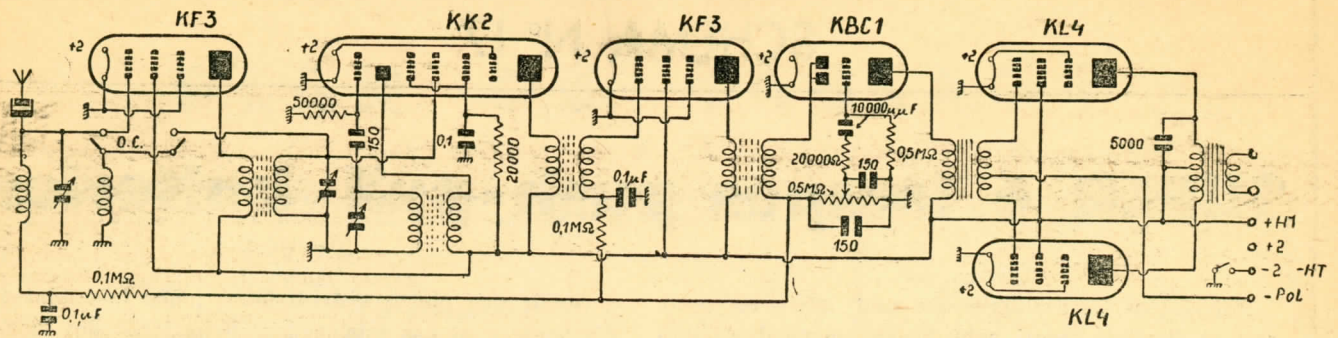 KF3
KK2
KF3
KBC1
KL4
+2
+2
+2
+2
+2
50000
150
0,1
20000
10000µµF
20000Ω
150
0,5MΩ
5000
O.C.
0,1µF
0,5MΩ
0,1MΩ
150
+HT
+2
-2 -HT
-Pol
0,1MΩ
0,1µF
+2
KL4